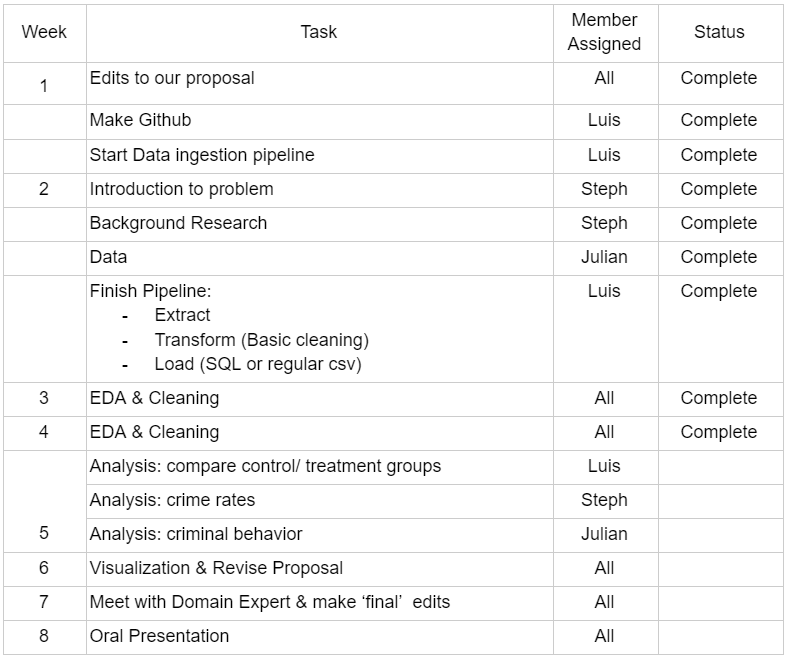 Week Task Member Assigned Status
1 Edits to our proposal All Complete
Make Github Luis Complete
Start Data ingestion pipeline Luis Complete
2 Introduction to problem Steph Complete
Background Research Steph Complete
Data Julian Complete
Finish Pipeline: Luis Complete
- Extract
- Transform (Basic cleaning)
- Load (SQL or regular csv)
3 EDA & Cleaning All Complete
4 EDA & Cleaning All Complete
Analysis: compare control/ treatment groups Luis
Analysis: crime rates Steph
5 Analysis: criminal behavior Julian
6 Visualization & Revise Proposal All
7 Meet with Domain Expert & make ‘final’ edits All
8 Oral Presentation All